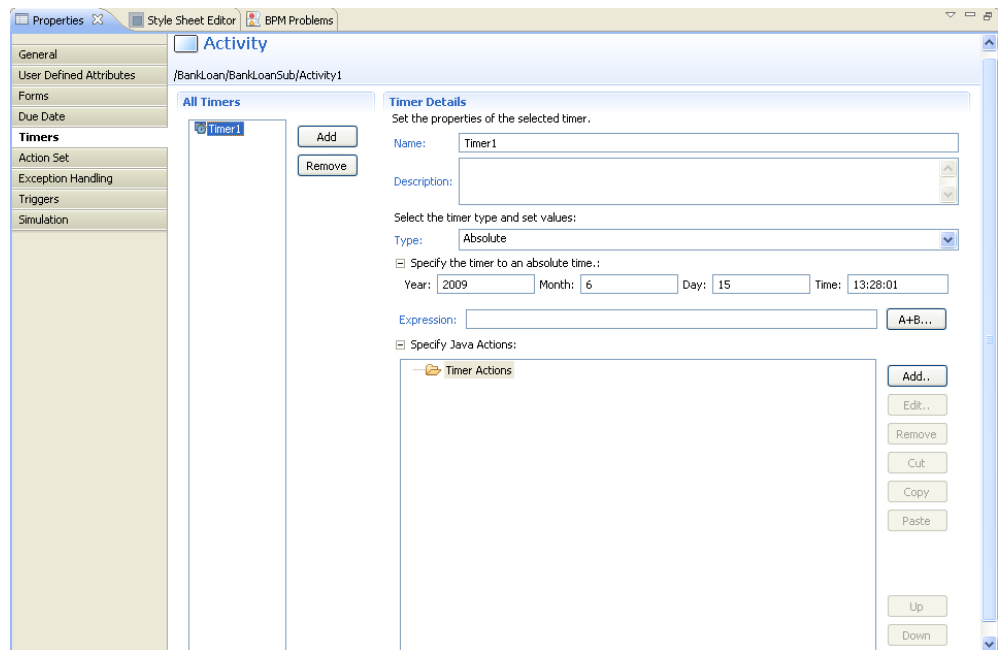 Properties Style Sheet Editor BPM Problems
General
User Defined Attributes
Forms
Due Date
Timers
Action Set
Exception Handling
Triggers
Simulation
Activity
/BankLoan/BankLoanSub/Activity1
All Timers
Timer1
Add
Remove
Timer Details
Set the properties of the selected timer.
Name: Timer1
Description:
Select the timer type and set values:
Type: Absolute
Specify the timer to an absolute time.:
Year: 2009 Month: 6 Day: 15 Time: 13:28:01
Expression: A+B...
Specify Java Actions:
Timer Actions
Add..
Edit..
Remove
Cut
Copy
Paste
Up
Down